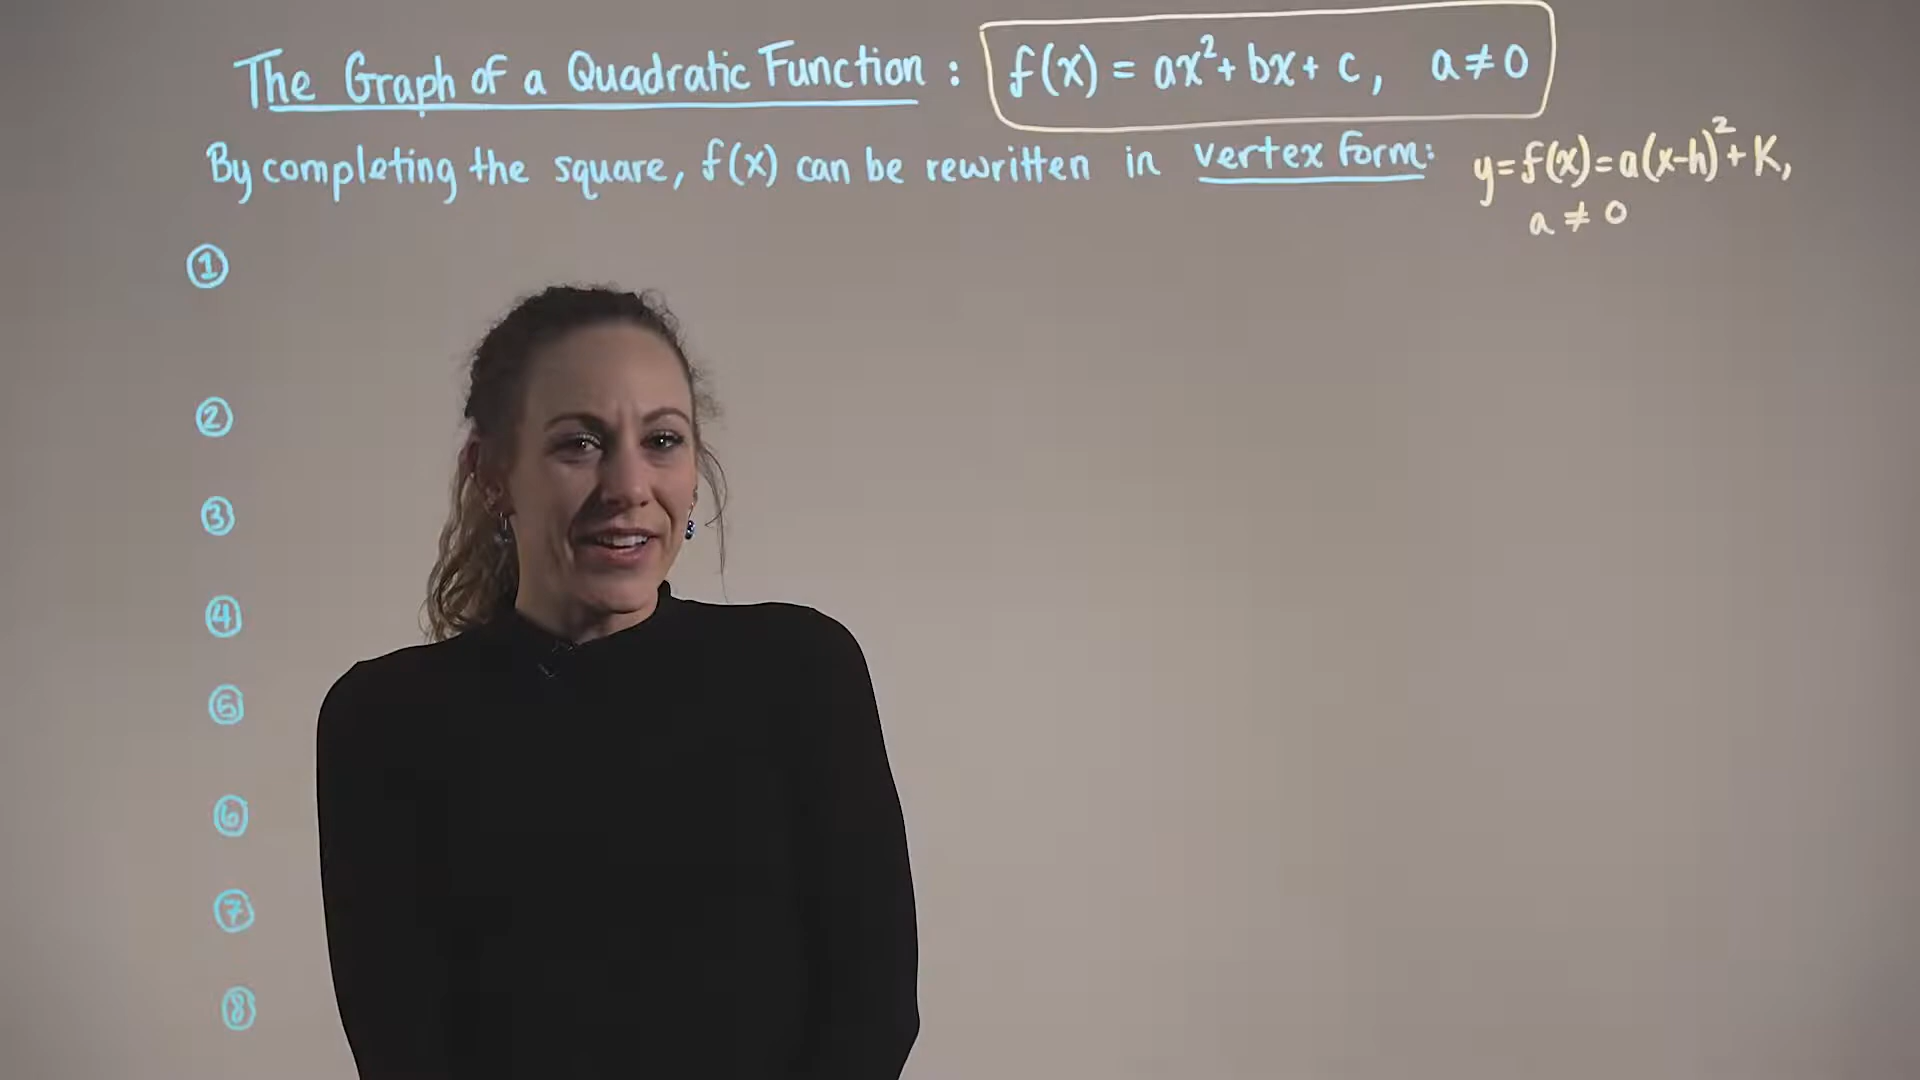 The Graph of a Quadratic Function: f(x) = ax²+ bx+ c, a≠0
By completing the square, f(x) can be rewritten in vertex form: y=f(x)=a(x-h)²+K,
a ≠ 0
①
②
③
④
⑤
⑥
⑦
⑧